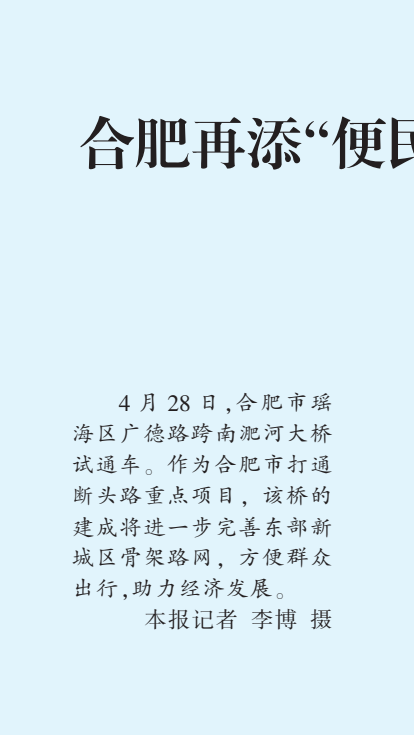 合肥再添“便民
4 月 28 日，合肥市瑶
海区广德路跨南淝河大桥
试通车。作为合肥市打通
断头路重点项目，该桥的
建成将进一步完善东部新
城区骨架路网，方便群众
出行，助力经济发展。
本报记者 李博 摄